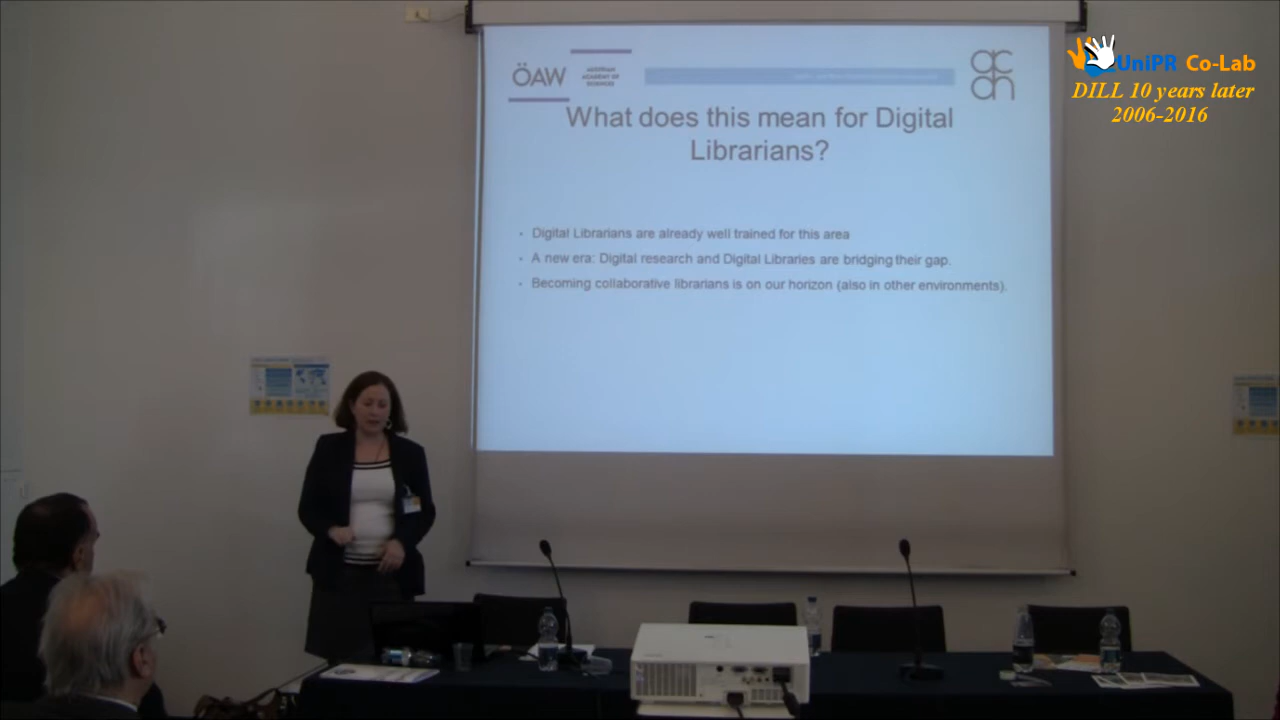 UniPR Co-Lab
DILL 10 years later
2006-2016
ÖAW
AUSTRIAN
ACADEMY OF
SCIENCES
ac
dh
What does this mean for Digital
Librarians?
• Digital Librarians are already well trained for this area
• A new era: Digital research and Digital Libraries are bridging their gap.
• Becoming collaborative librarians is on our horizon (also in other environments).